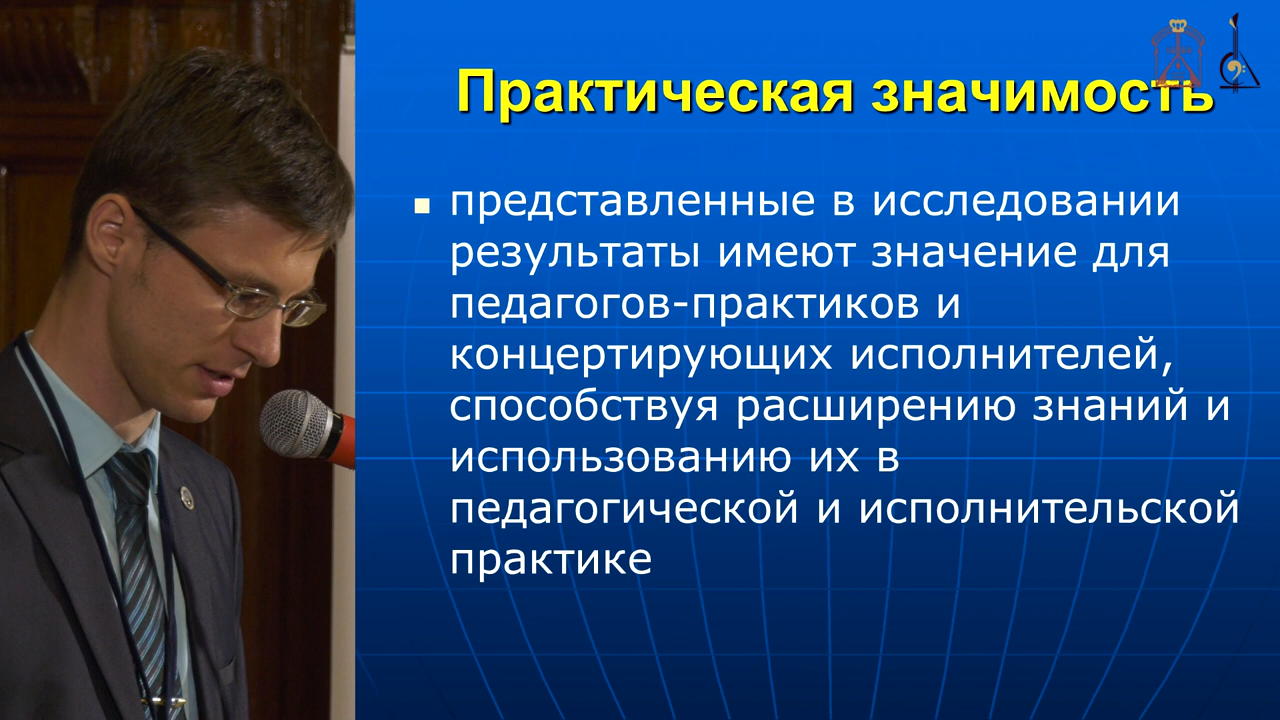 Практическая значимость
представленные в исследовании
результаты имеют значение для
педагогов-практиков и
концертирующих исполнителей,
способствуя расширению знаний и
использованию их в
педагогической и исполнительской
практике